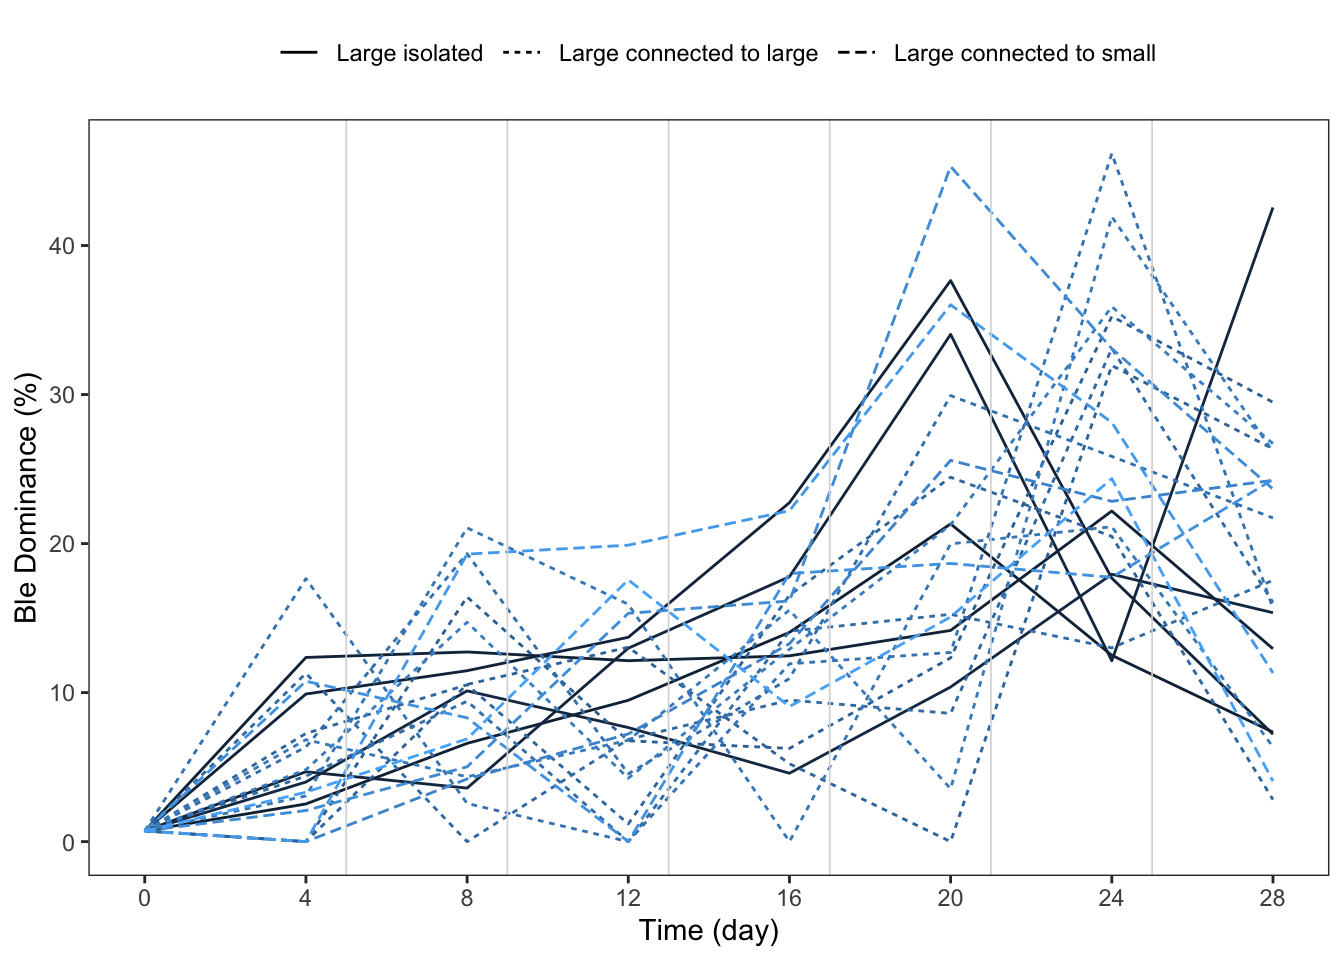 Large isolated Large connected to large Large connected to small
Ble Dominance (%)
40
30
20
10
0
0 4 8 12 16 20 24 28
Time (day)